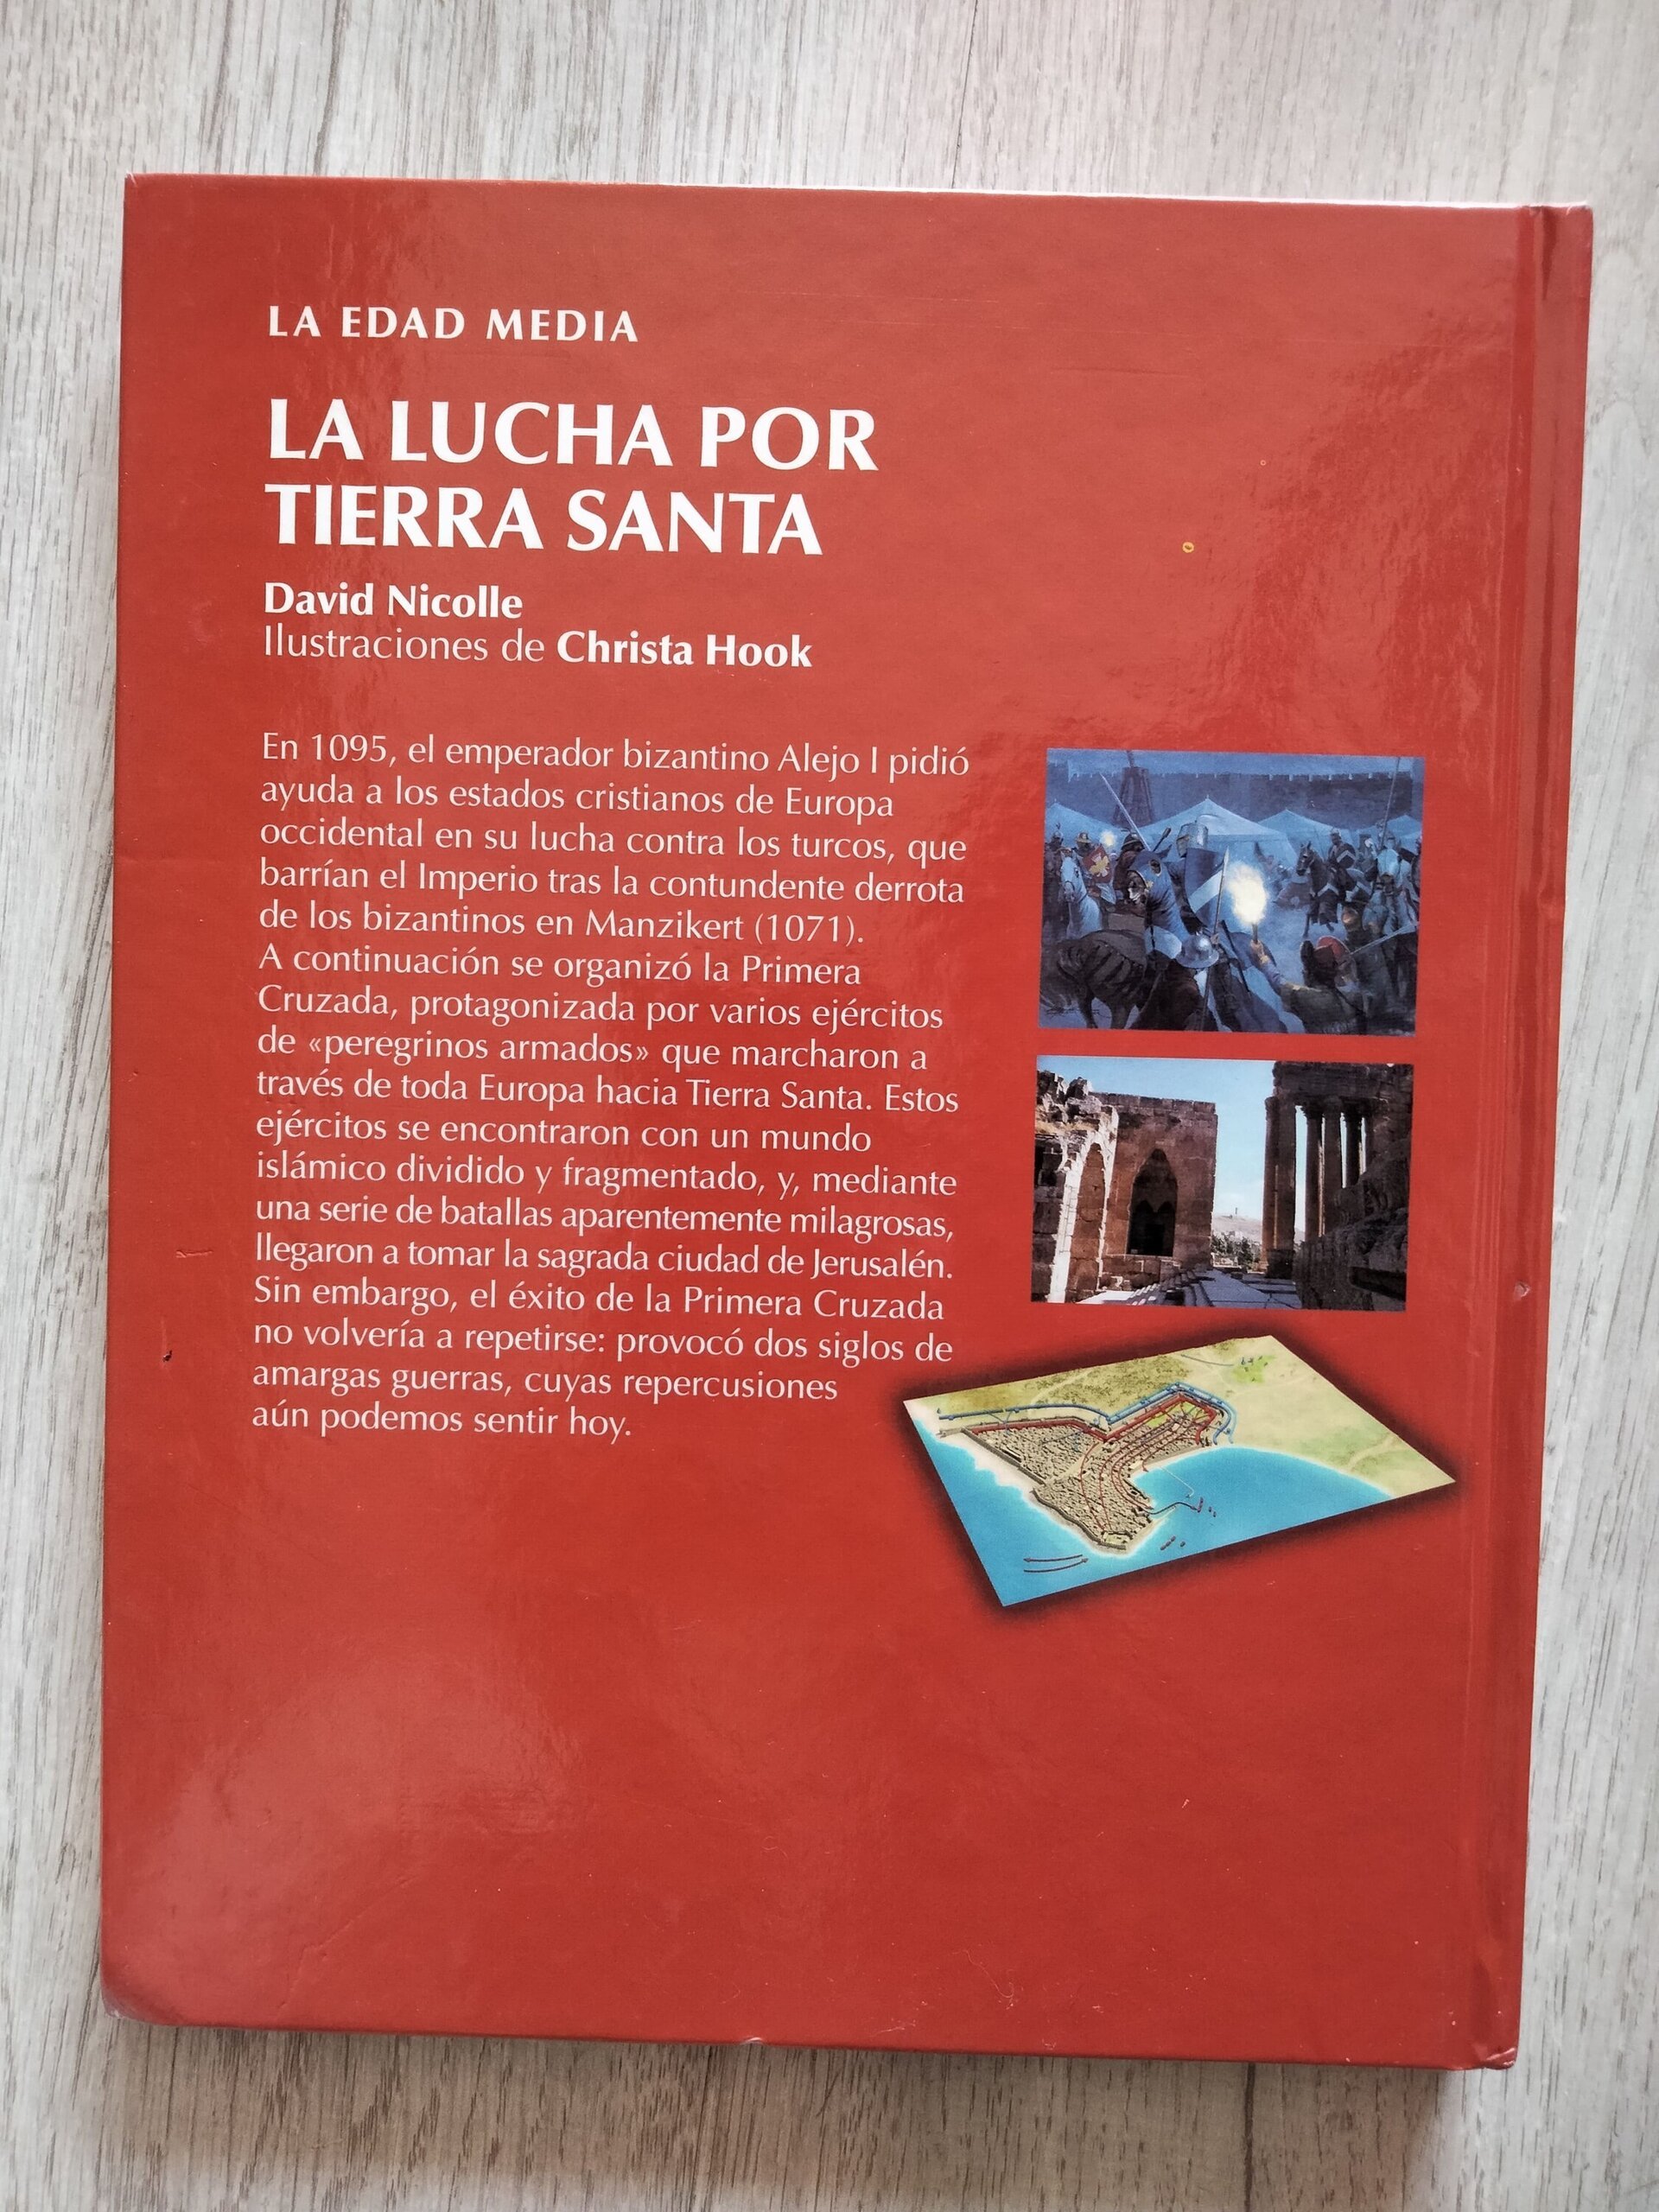 LA EDAD MEDIA
LA LUCHA POR
TIERRA SANTA
David Nicolle
Ilustraciones de Christa Hook
En 1095, el emperador bizantino Alejo I pidió
ayuda a los estados cristianos de Europa
occidental en su lucha contra los turcos, que
barrían el Imperio tras la contundente derrota
de los bizantinos en Manzikert (1071).
A continuación se organizó la Primera
Cruzada, protagonizada por varios ejércitos
de «peregrinos armados» que marcharon a
través de toda Europa hacia Tierra Santa. Estos
ejércitos se encontraron con un mundo
islámico dividido y fragmentado, y, mediante
una serie de batallas aparentemente milagrosas,
llegaron a tomar la sagrada ciudad de Jerusalén.
Sin embargo, el éxito de la Primera Cruzada
no volvería a repetirse: provocó dos siglos de
amargas guerras, cuyas repercusiones
aún podemos sentir hoy.